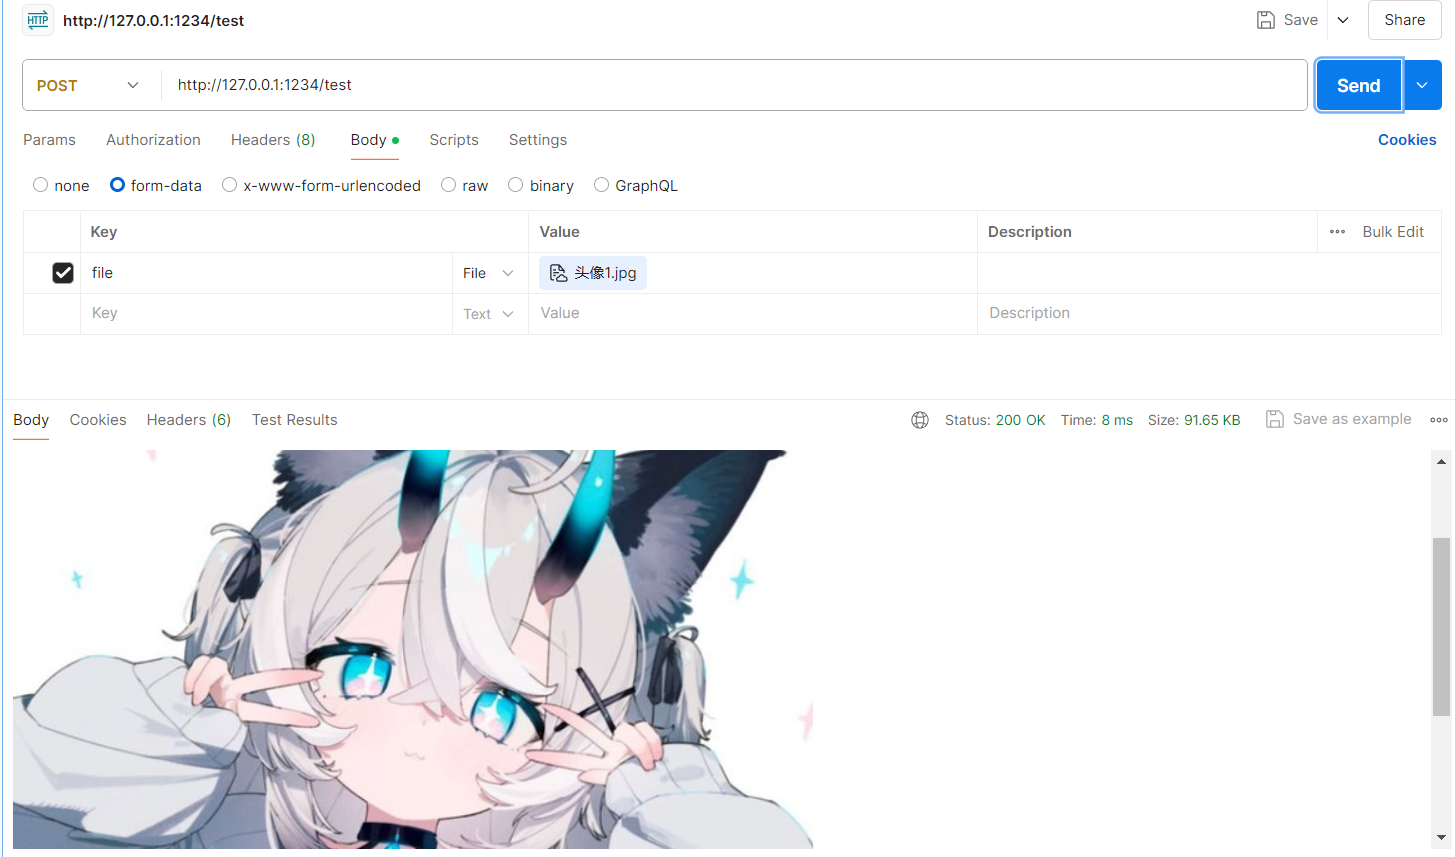 HTTP http://127.0.0.1:1234/test Save Share
POST http://127.0.0.1:1234/test Send
Params Authorization Headers (8) Body Scripts Settings Cookies
none form-data x-www-form-urlencoded raw binary GraphQL
Key Value Description Bulk Edit
file File 头像1.jpg
Key Text Value Description
Body Cookies Headers (6) Test Results Status: 200 OK Time: 8 ms Size: 91.65 KB Save as example